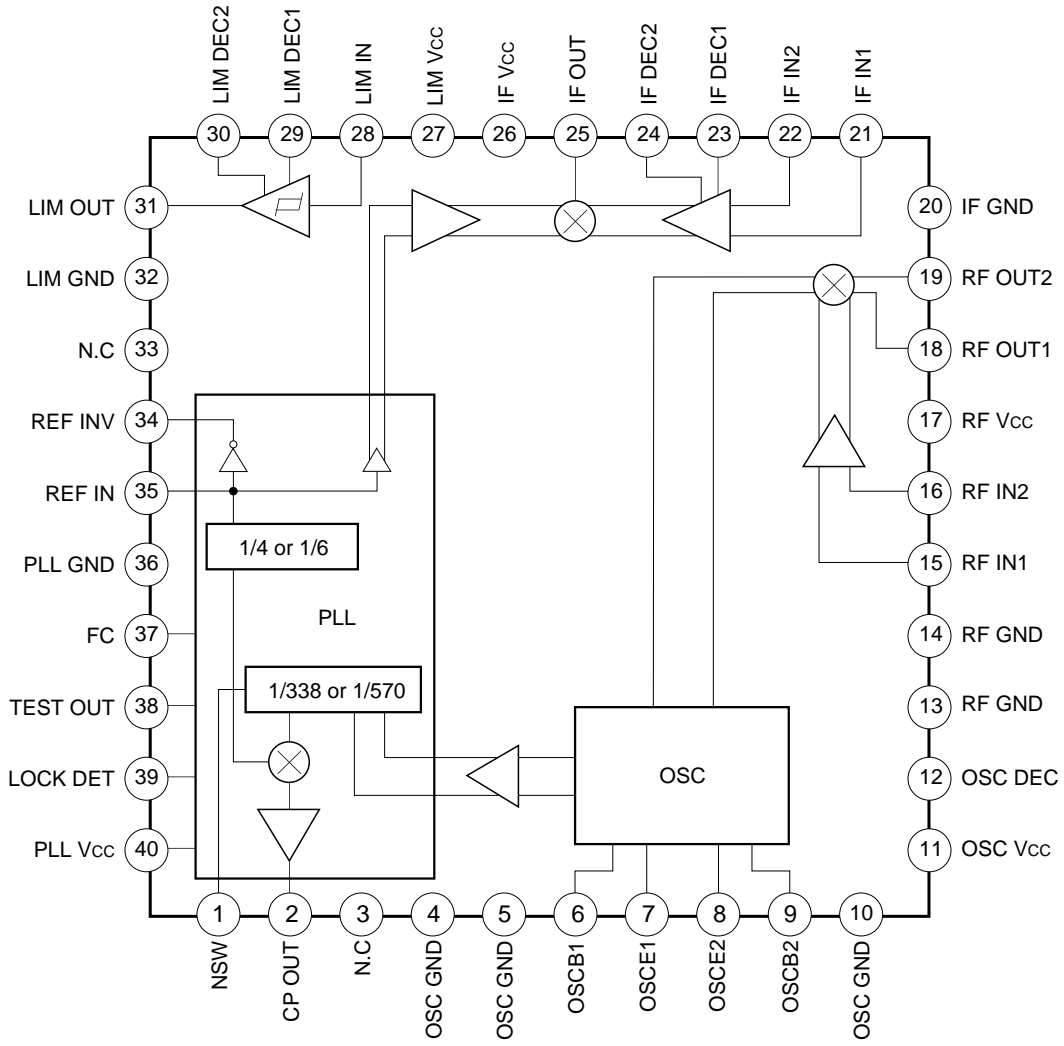 LIM DEC2
LIM DEC1
LIM IN
LIM Vcc
IF Vcc
IF OUT
IF DEC2
IF DEC1
IF IN2
IF IN1
30
29
28
27
26
25
24
23
22
21
LIM OUT
31
LIM GND
32
N.C
33
REF INV
34
REF IN
35
PLL GND
36
FC
37
TEST OUT
38
LOCK DET
39
PLL Vcc
40
1/4 or 1/6
PLL
1/338 or 1/570
OSC
20
IF GND
19
RF OUT2
18
RF OUT1
17
RF Vcc
16
RF IN2
15
RF IN1
14
RF GND
13
RF GND
12
OSC DEC
11
OSC Vcc
1
2
3
4
5
6
7
8
9
10
NSW
CP OUT
N.C
OSC GND
OSC GND
OSCB1
OSCE1
OSCE2
OSCB2
OSC GND